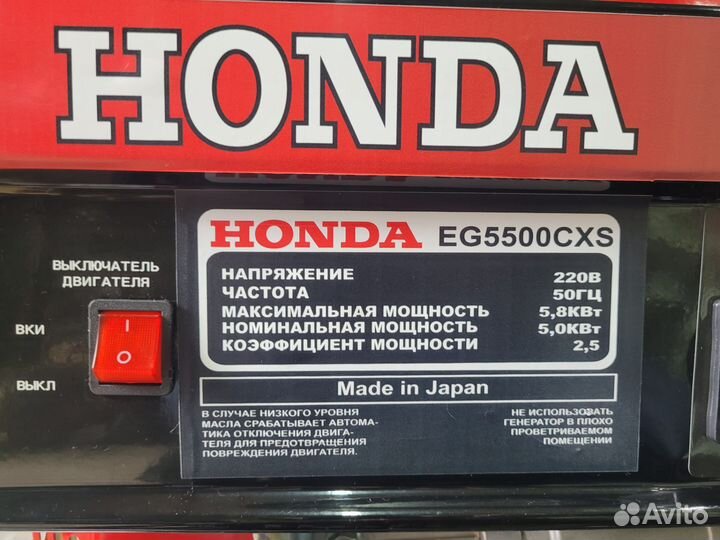 HONDA
HONDA EG5500CXS
ВЫКЛЮЧАТЕЛЬ
ДВИГАТЕЛЯ
ВКИ
ВЫКЛ
НАПРЯЖЕНИЕ 220В
ЧАСТОТА 50ГЦ
МАКСИМАЛЬНАЯ МОЩНОСТЬ 5,8КВт
НОМИНАЛЬНАЯ МОЩНОСТЬ 5,0КВт
КОЭФФИЦИЕНТ МОЩНОСТИ 2,5
Made in Japan
В СЛУЧАЕ НИЗКОГО УРОВНЯ
МАСЛА СРАБАТЫВАЕТ АВТОМА-
ТИКА ОТКЛЮЧЕНИЯ ДВИГА-
ТЕЛЯ ДЛЯ ПРЕДОТВРАЩЕНИЯ
ПОВРЕЖДЕНИЯ ДВИГАТЕЛЯ.
НЕ ИСПОЛЬЗОВАТЬ
ГЕНЕРАТОР В ПЛОХО
ПРОВЕТРИВАЕМОМ
ПОМЕЩЕНИИ
Avito